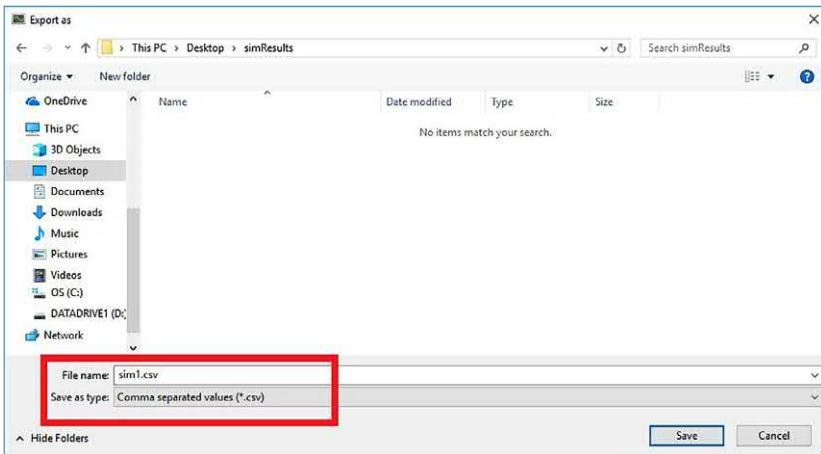 Export as
This PC > Desktop > simResults
Search simResults
Organize
New folder
Name
Date modified
Type
Size
No items match your search.
OneDrive
This PC
3D Objects
Desktop
Documents
Downloads
Music
Pictures
Videos
OS (C:)
DATADRIVE1 (D:)
Network
File name: sim1.csv
Save as type: Comma separated values (*.csv)
Hide Folders
Save
Cancel